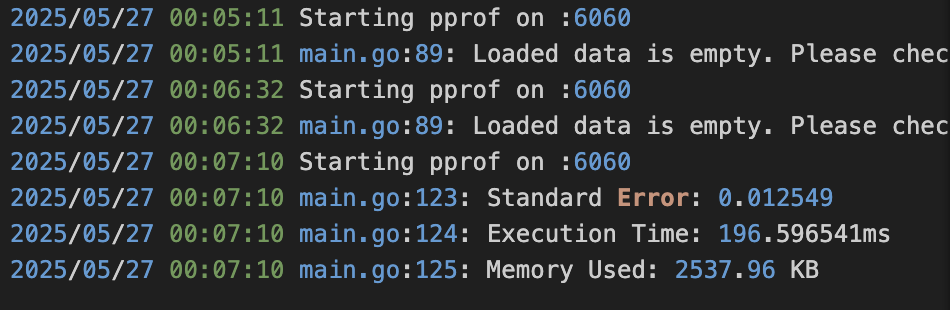 2025/05/27 00:05:11 Starting pprof on :6060
2025/05/27 00:05:11 main.go:89: Loaded data is empty. Please chec
2025/05/27 00:06:32 Starting pprof on :6060
2025/05/27 00:06:32 main.go:89: Loaded data is empty. Please chec
2025/05/27 00:07:10 Starting pprof on :6060
2025/05/27 00:07:10 main.go:123: Standard Error: 0.012549
2025/05/27 00:07:10 main.go:124: Execution Time: 196.596541ms
2025/05/27 00:07:10 main.go:125: Memory Used: 2537.96 KB